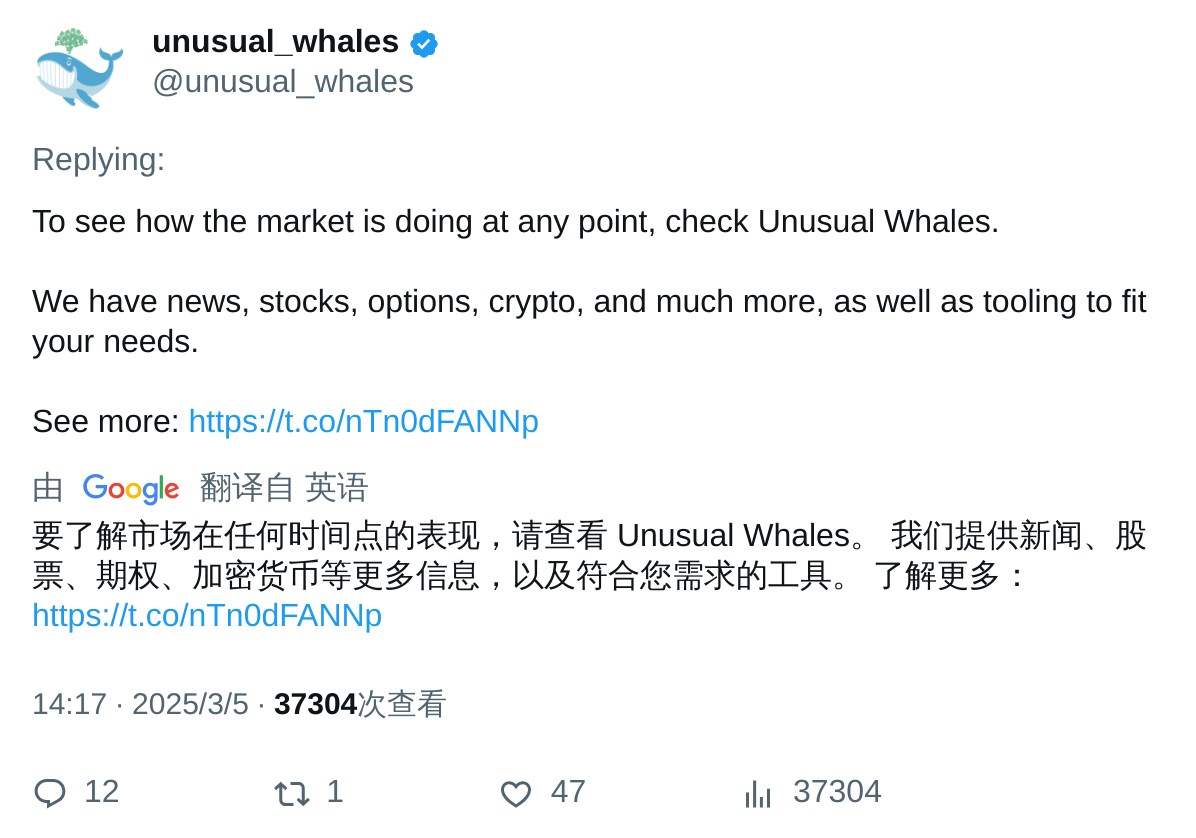 unusual_whales
@unusual_whales
Replying:
To see how the market is doing at any point, check Unusual Whales.
We have news, stocks, options, crypto, and much more, as well as tooling to fit
your needs.
See more: https://t.co/nTn0dFANNp
由 Google 翻译自 英语
要了解市场在任何时间点的表现，请查看 Unusual Whales。 我们提供新闻、股
票、期权、加密货币等更多信息，以及符合您需求的工具。 了解更多：
https://t.co/nTn0dFANNp
14:17 · 2025/3/5 · 37304次查看
12 1 47 37304